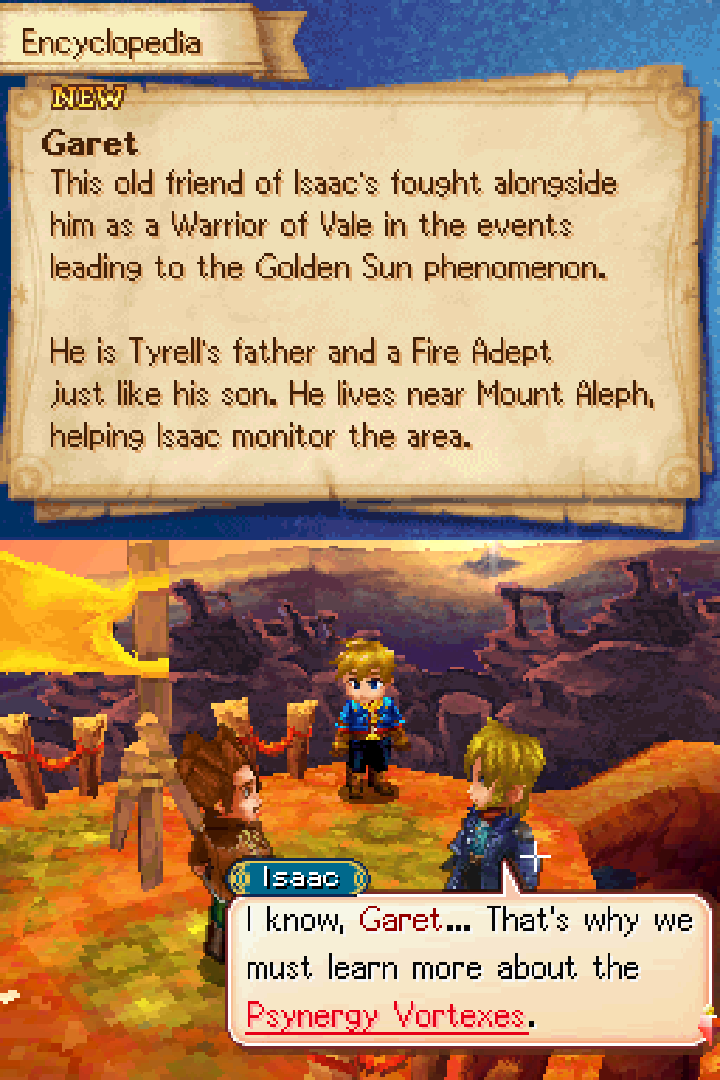 Encyclopedia
NEW
Garet
This old friend of Isaac's fought alongside
him as a Warrior of Vale in the events
leading to the Golden Sun phenomenon.
He is Tyrell's father and a Fire Adept
just like his son. He lives near Mount Aleph,
helping Isaac monitor the area.
Isaac
I know, Garet... That's why we
must learn more about the
Psynergy Vortexes.